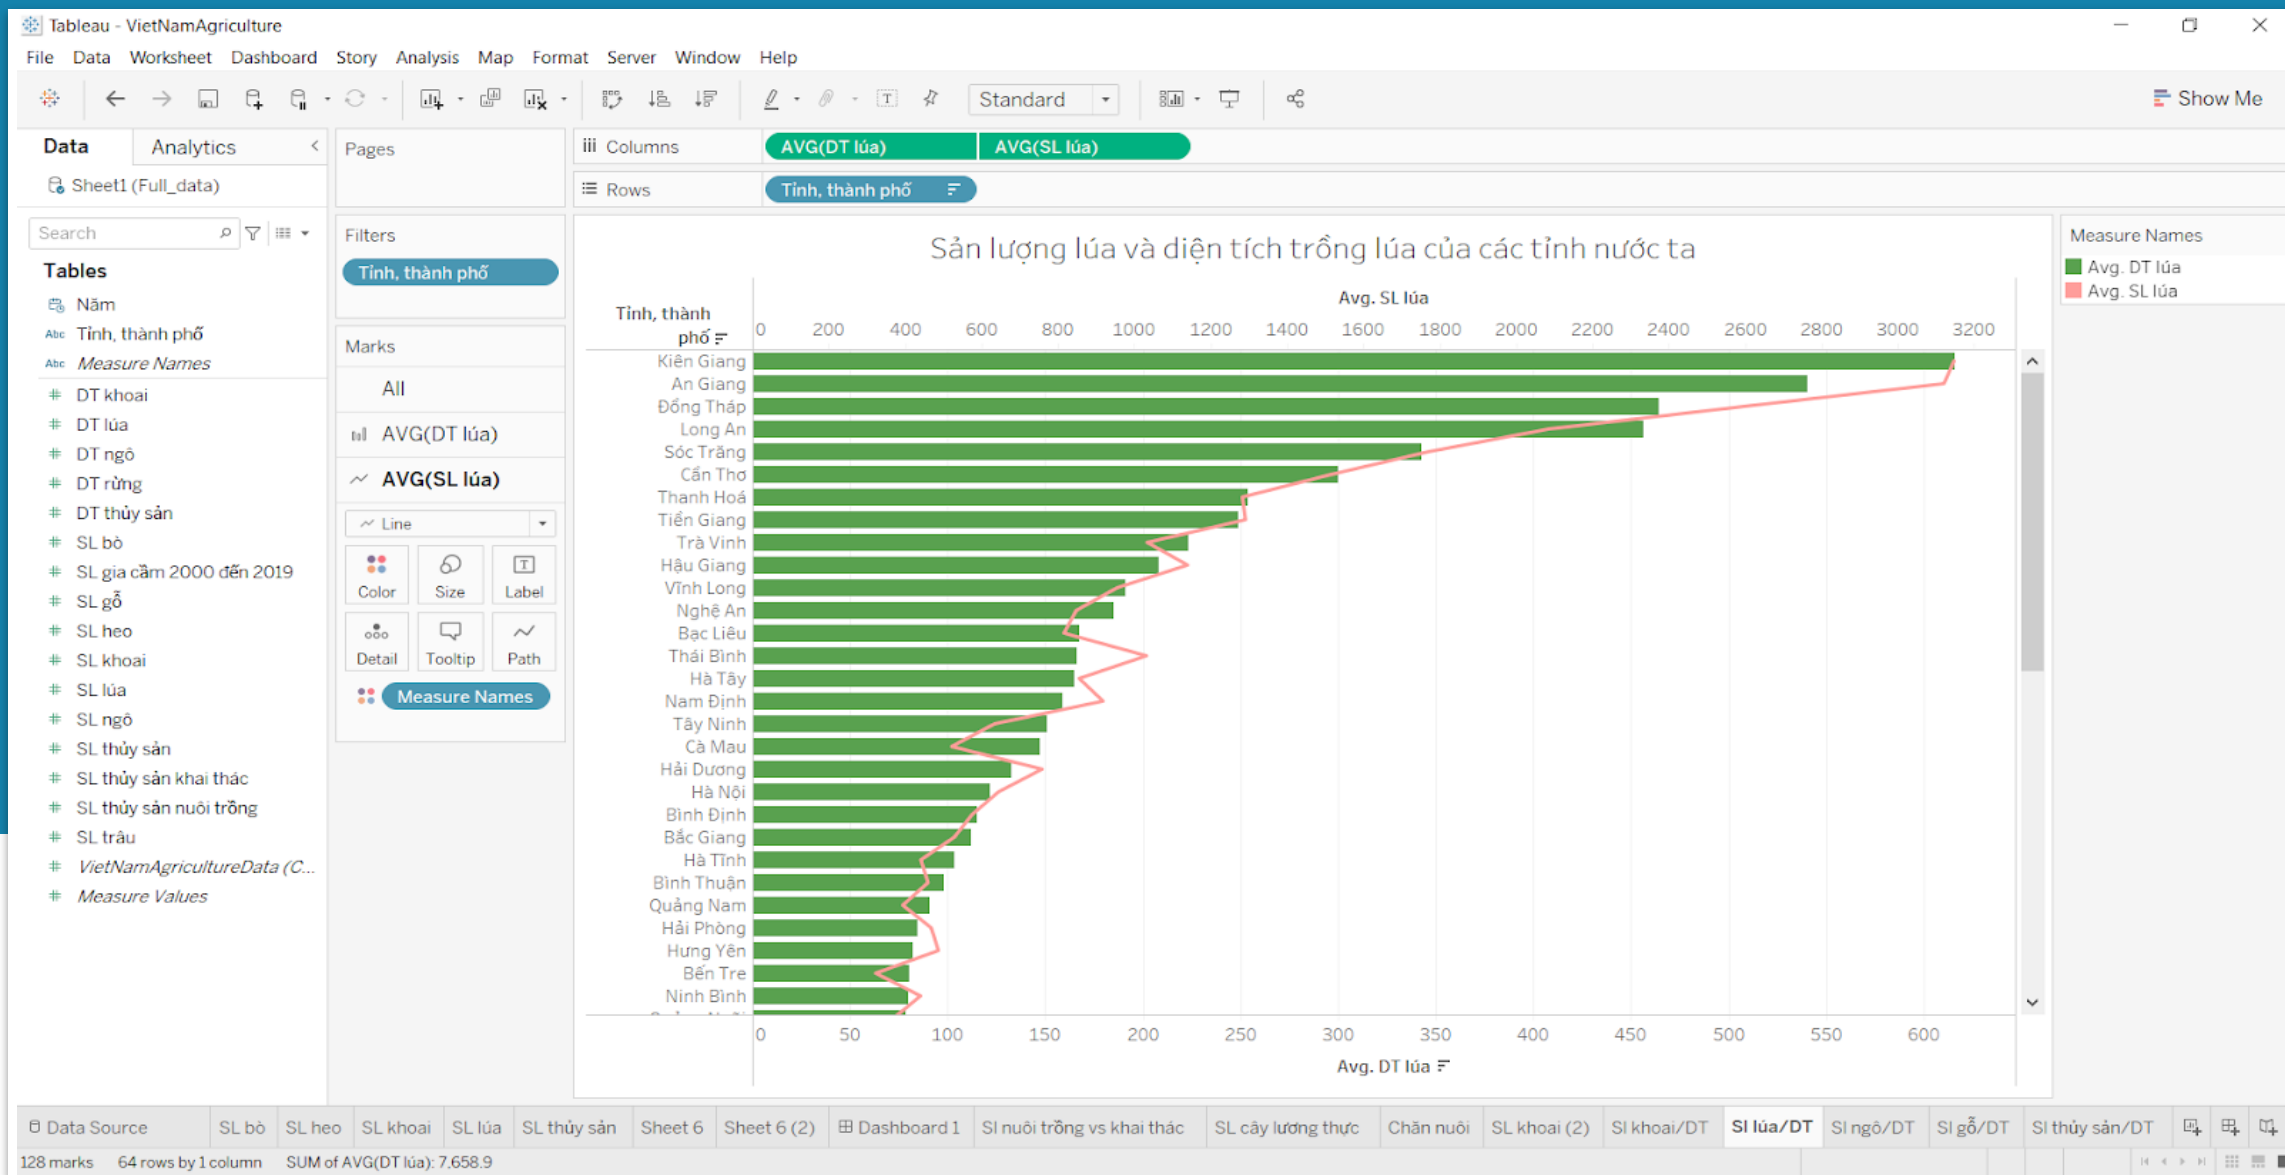 Tableau - VietNamAgriculture
File Data Worksheet Dashboard Story Analysis Map Format Server Window Help
Standard
Show Me
Data
Analytics
Sheet1 (Full_data)
Search
Tables
Năm
Abc Tỉnh, thành phố
Abc Measure Names
# DT khoai
# DT lúa
# DT ngô
# DT rừng
# DT thủy sản
# SL bò
# SL gia cầm 2000 đến 2019
# SL gỗ
# SL heo
# SL khoai
# SL lúa
# SL ngô
# SL thủy sản
# SL thủy sản khai thác
# SL thủy sản nuôi trồng
# SL trâu
# VietNamAgricultureData (C...
# Measure Values
Pages
Filters
Tỉnh, thành phố
Marks
All
AVG(DT lúa)
AVG(SL lúa)
Line
Color Size Label
Detail Tooltip Path
Measure Names
iii Columns AVG(DT lúa) AVG(SL lúa)
Rows Tỉnh, thành phố
Sản lượng lúa và diện tích trồng lúa của các tỉnh nước ta
Avg. SL lúa
Tỉnh, thành
phố
0 200 400 600 800 1000 1200 1400 1600 1800 2000 2200 2400 2600 2800 3000 3200
Kiên Giang
An Giang
Đồng Tháp
Long An
Sóc Trăng
Cần Thơ
Thanh Hoá
Tiền Giang
Trà Vinh
Hậu Giang
Vĩnh Long
Nghệ An
Bạc Liêu
Thái Bình
Hà Tây
Nam Định
Tây Ninh
Cà Mau
Hải Dương
Hà Nội
Bình Định
Bắc Giang
Hà Tĩnh
Bình Thuận
Quảng Nam
Hải Phòng
Hưng Yên
Bến Tre
Ninh Bình
0 50 100 150 200 250 300 350 400 450 500 550 600
Avg. DT lúa
Measure Names
Avg. DT lúa
Avg. SL lúa
Data Source SL bò SL heo SL khoai SL lúa SL thủy sản Sheet 6 Sheet 6 (2) Dashboard 1 Sl nuôi trồng vs khai thác SL cây lương thực Chăn nuôi SL khoai (2) Sl khoai/DT Sl lúa/DT Sl ngô/DT Sl gỗ/DT Sl thủy sản/DT
128 marks 64 rows by 1 column SUM of AVG(DT lúa): 7,658.9